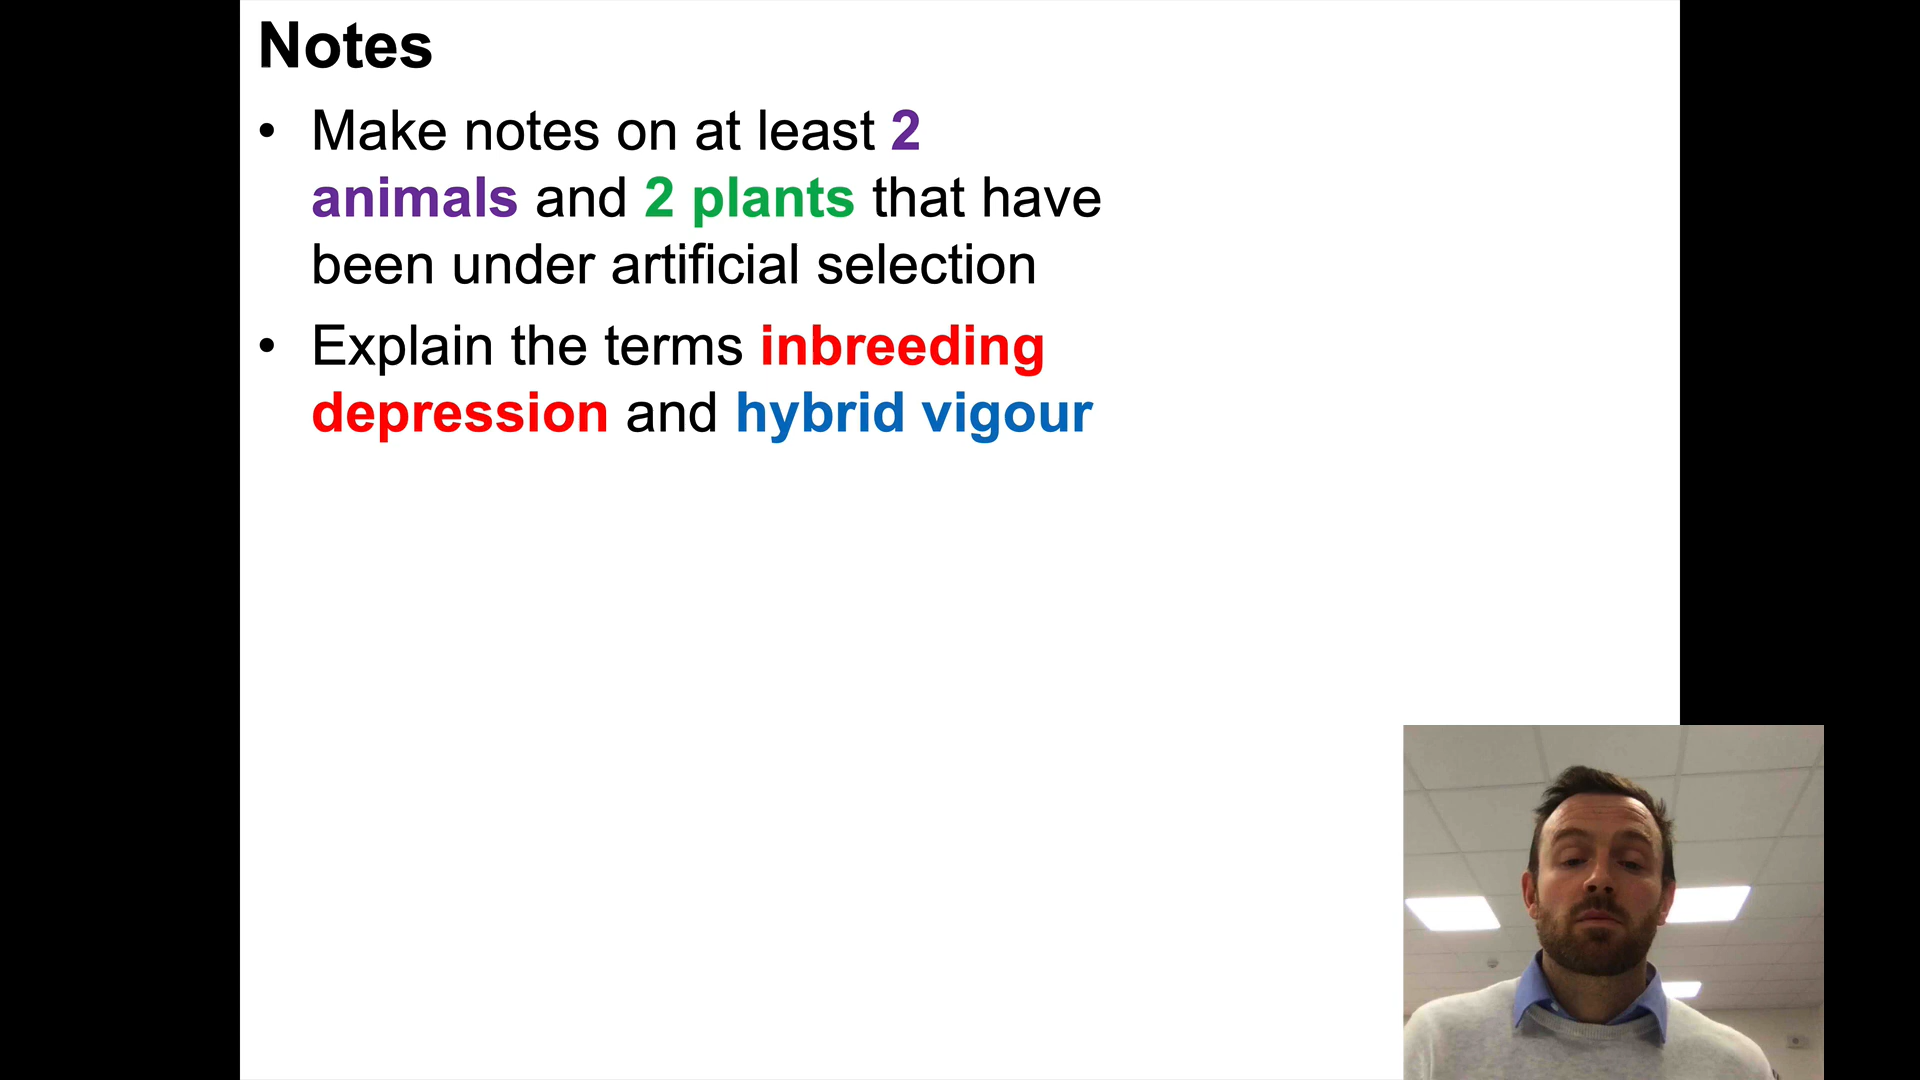 Notes
• Make notes on at least 2
animals and 2 plants that have
been under artificial selection
• Explain the terms inbreeding
depression and hybrid vigour